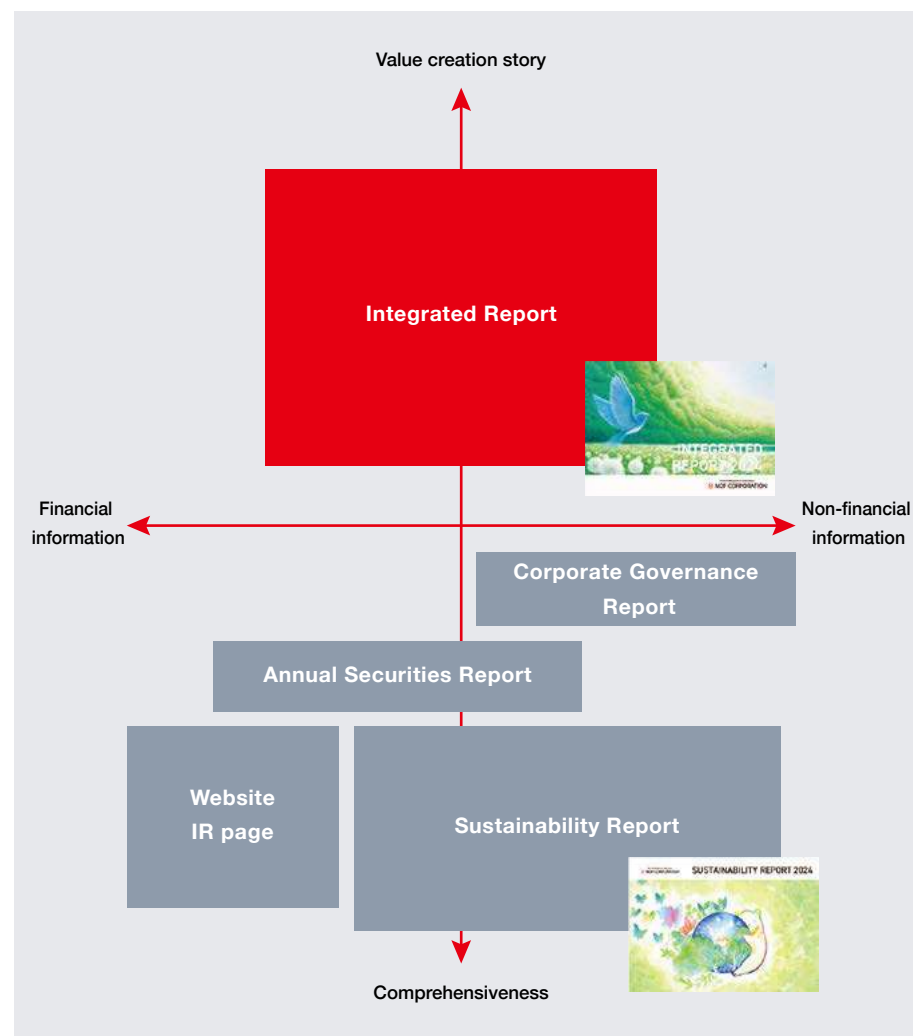 Value creation story
Integrated Report
INTEGRATED
REPORT 2024
NOF CORPORATION
Financial
information
Non-financial
information
Corporate Governance
Report
Annual Securities Report
Website
IR page
Sustainability Report
NOF CORPORATION
SUSTAINABILITY REPORT 2024
Comprehensiveness